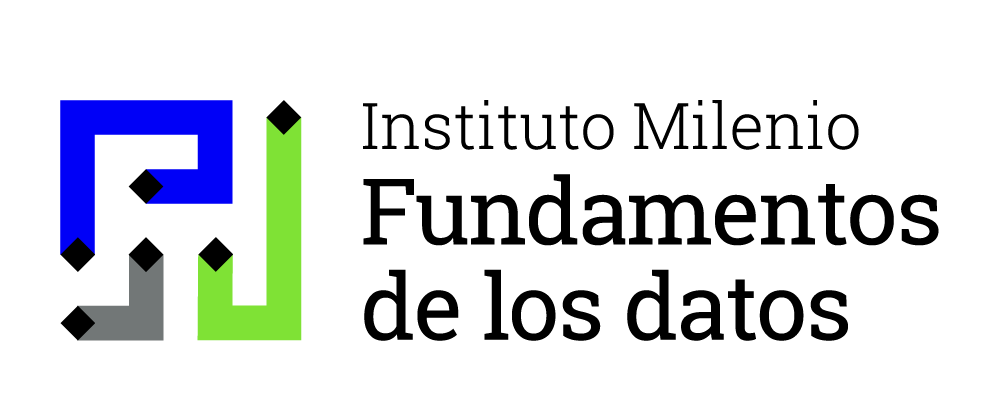 Instituto Milenio
Fundamentos
de los datos